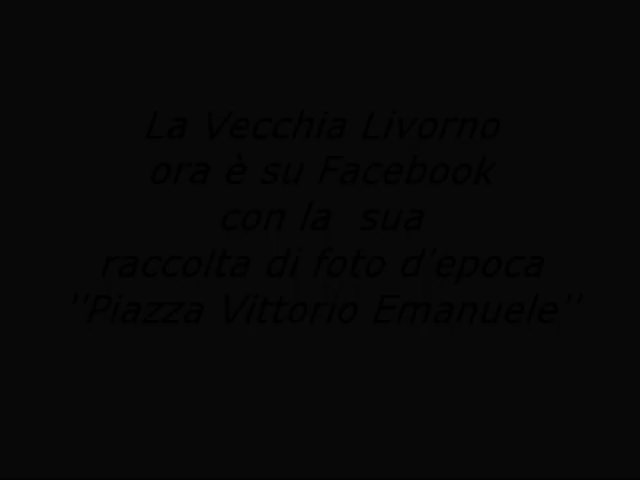 La Vecchia Livorno
ora è su Facebook
con la sua
raccolta di foto d'epoca
"Piazza Vittorio Emanuele"